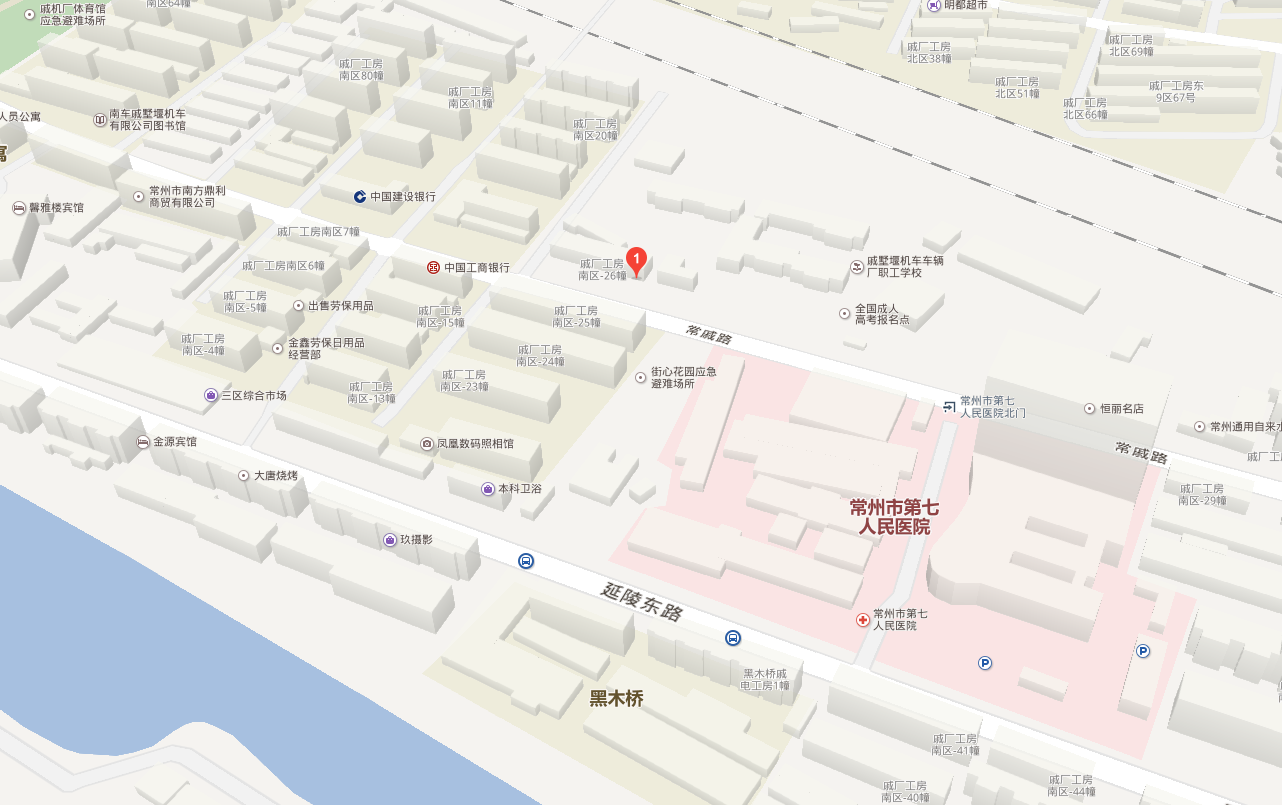 戚机厂体育馆
应急避难场所
南区64幢
明都超市
戚厂工房
北区38幢
戚厂工房
北区69幢
戚厂工房
南区80幢
戚厂工房
南区11幢
戚厂工房
北区51幢
戚厂工房东
9区67号
戚厂工房
北区66幢
人员公寓
南车戚墅堰机车
有限公司图书馆
戚厂工房
南区20幢
寓
常州市南方鼎利
商贸有限公司
中国建设银行
馨雅楼宾馆
戚厂工房南区7幢
戚厂工房南区6幢
中国工商银行
戚厂工房
南区-26幢
1
戚墅堰机车车辆
厂职工学校
戚厂工房
南区-5幢
出售劳保用品
戚厂工房
南区-15幢
戚厂工房
南区-25幢
全国成人
高考报名点
常戚路
戚厂工房
南区-4幢
金鑫劳保日用品
经营部
戚厂工房
南区-24幢
街心花园应急
避难场所
三区综合市场
戚厂工房
南区-13幢
戚厂工房
南区-23幢
常州市第七
人民医院北门
恒丽名店
常州通用自来水
金源宾馆
凤凰数码照相馆
常戚路
戚厂工
大唐烧烤
本科卫浴
戚厂工房
南区-29幢
常州市第七
人民医院
玖摄影
延陵东路
常州市第七
人民医院
P
P
黑木桥戚
电工房1幢
黑木桥
戚厂工房
南区-41幢
戚厂工房
南区-40幢
戚厂工房
南区-44幢